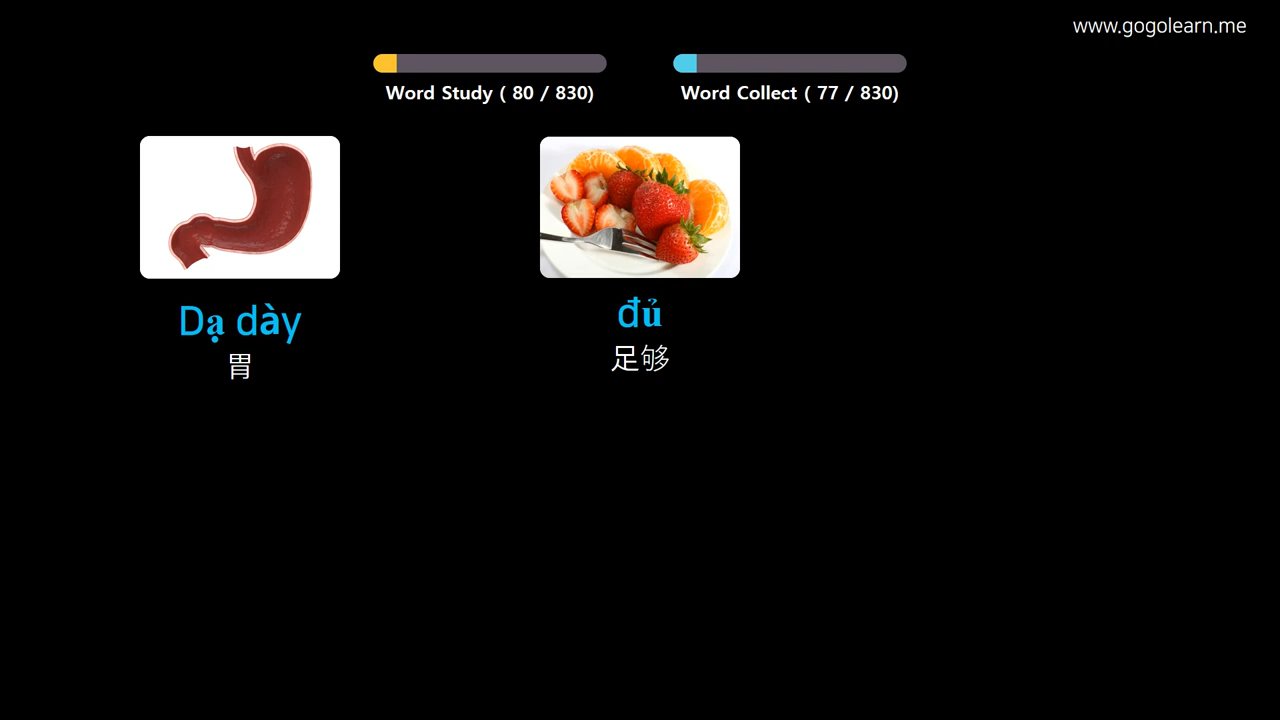 www.gogolearn.me
Word Study ( 80 / 830)
Word Collect ( 77 / 830)
Dạ dày
胃
đủ
足够